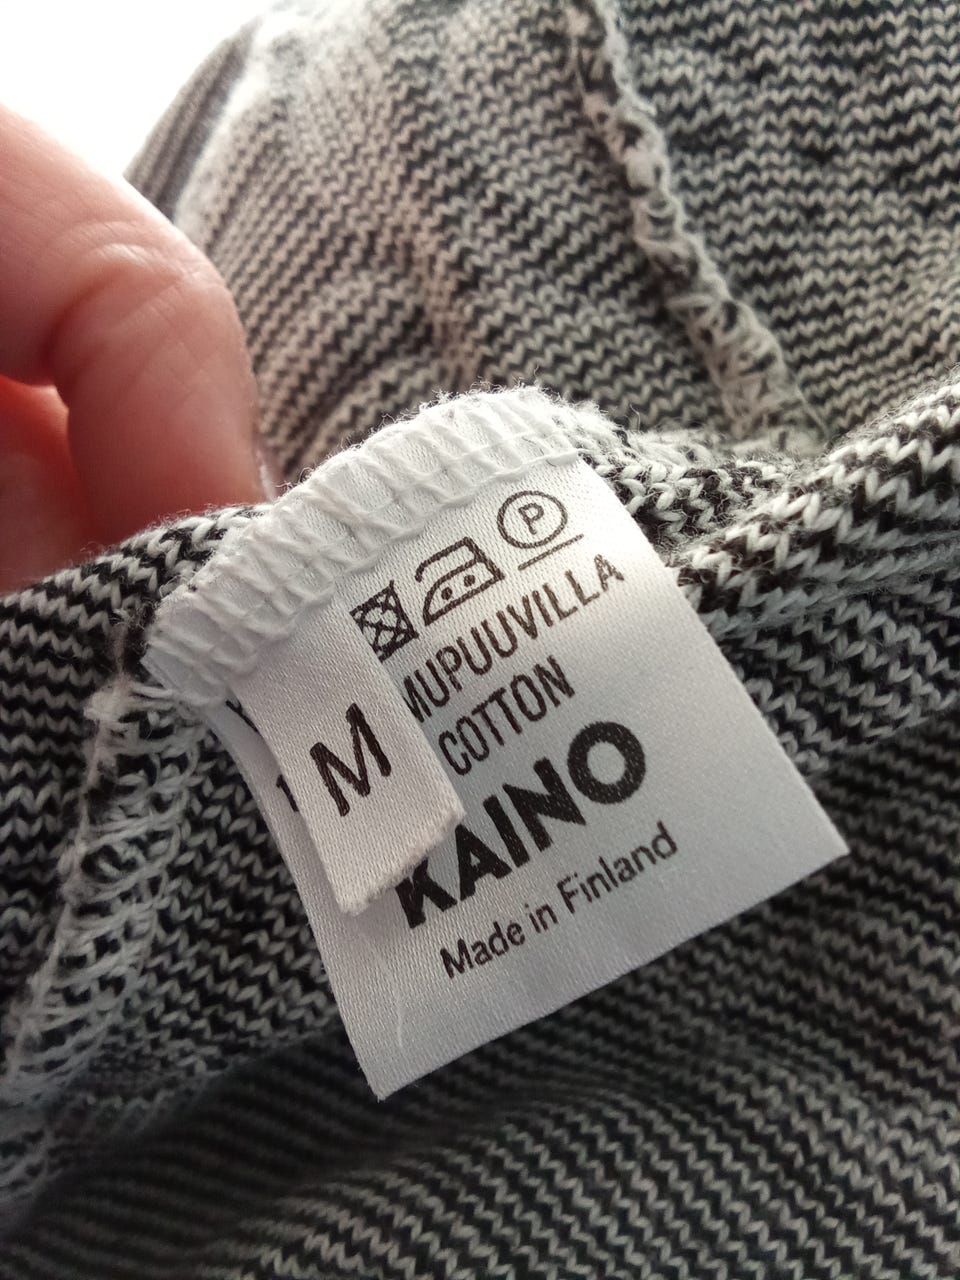 P
MUPUUVILLA
COTTON
M
KAINO
Made in Finland